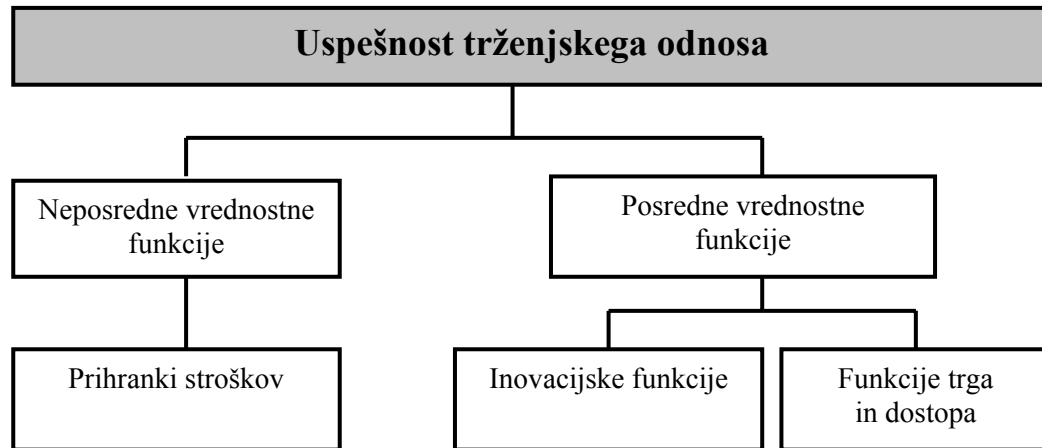 Uspešnost trženjskega odnosa
Neposredne vrednostne
funkcije
Posredne vrednostne
funkcije
Prihranki stroškov
Inovacijske funkcije
Funkcije trga
in dostopa